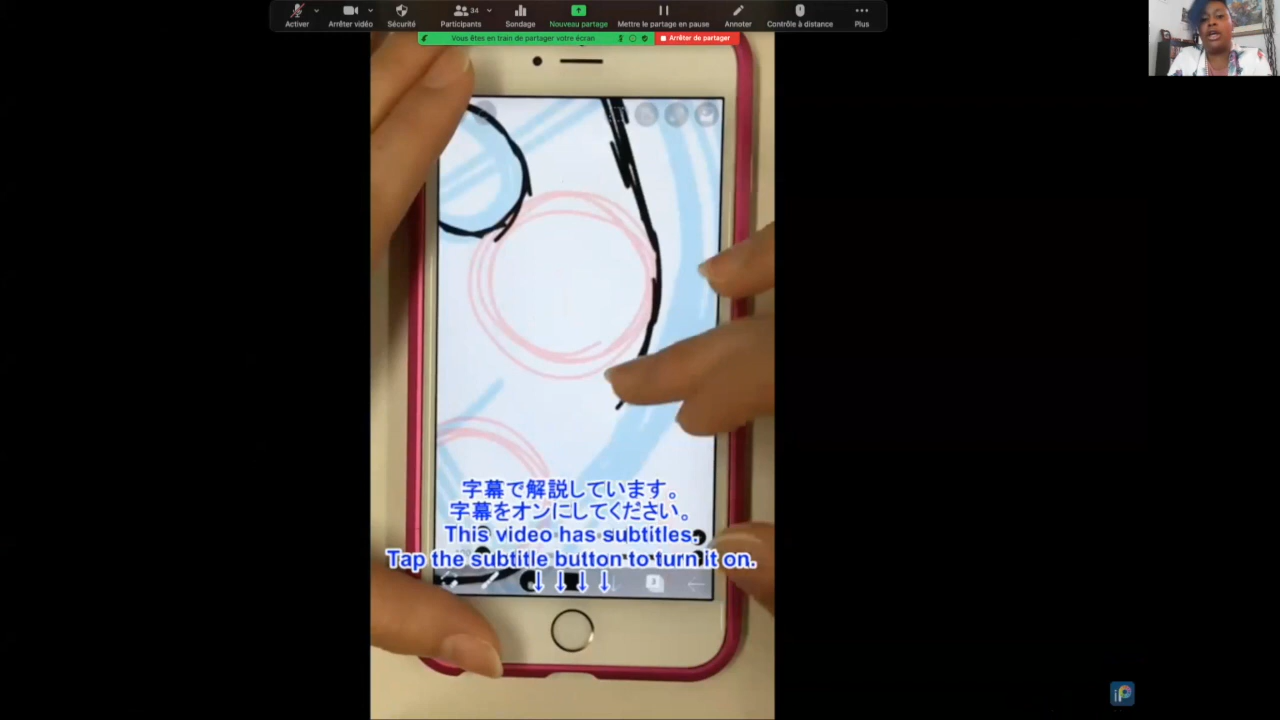 Activer
Arrêter vidéo
Sécurité
Participants
34
Sondage
Nouveau partage
Mettre le partage en pause
Annoter
Contrôle à distance
Plus
Vous êtes en train de partager votre écran
Arrêter de partager
字幕で解説しています。
字幕をオンにしてください。
This video has subtitles.
Tap the subtitle button to turn it on.
↓ ↓ ↓ ↓
iP